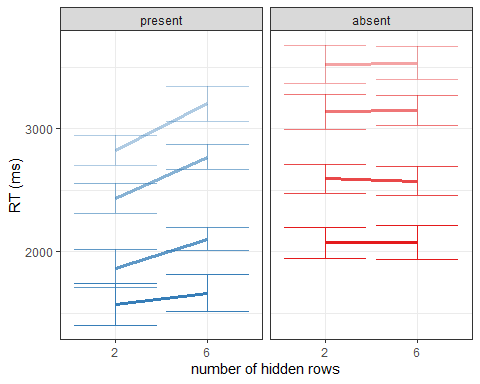 present absent
RT (ms)
3000
2000
2 6 2 6
number of hidden rows